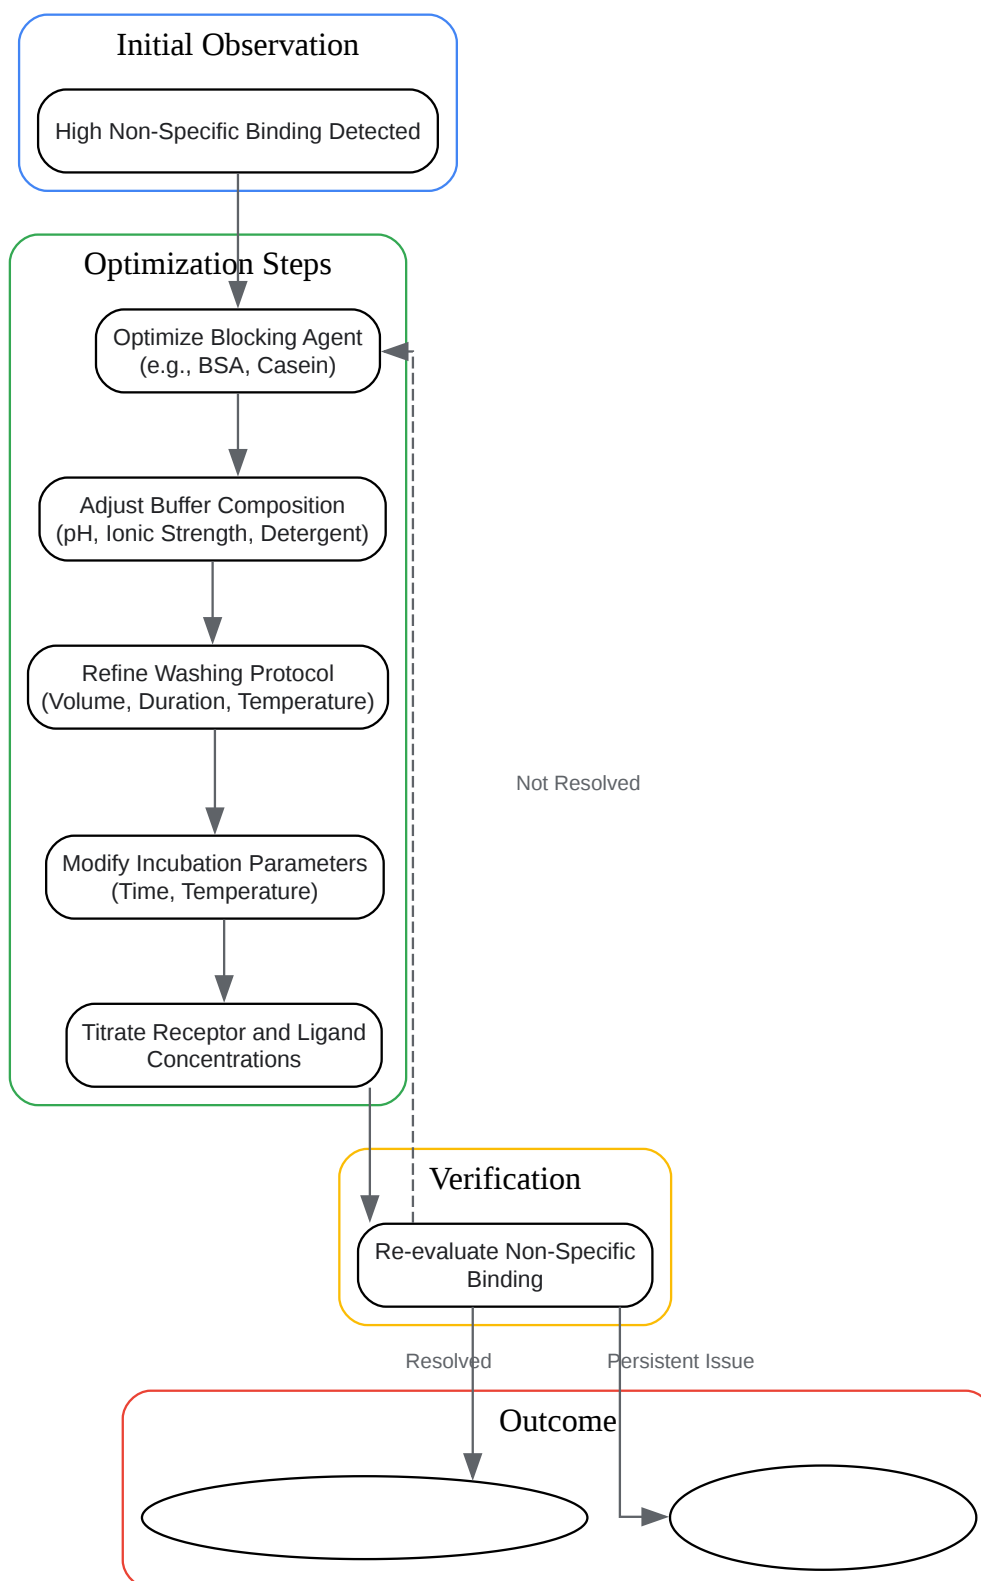 Initial Observation
High Non-Specific Binding Detected
Optimization Steps
Optimize Blocking Agent
(e.g., BSA, Casein)
Adjust Buffer Composition
(pH, Ionic Strength, Detergent)
Refine Washing Protocol
(Volume, Duration, Temperature)
Not Resolved
Modify Incubation Parameters
(Time, Temperature)
Titrate Receptor and Ligand
Concentrations
Verification
Re-evaluate Non-Specific
Binding
Resolved
Persistent Issue
Outcome